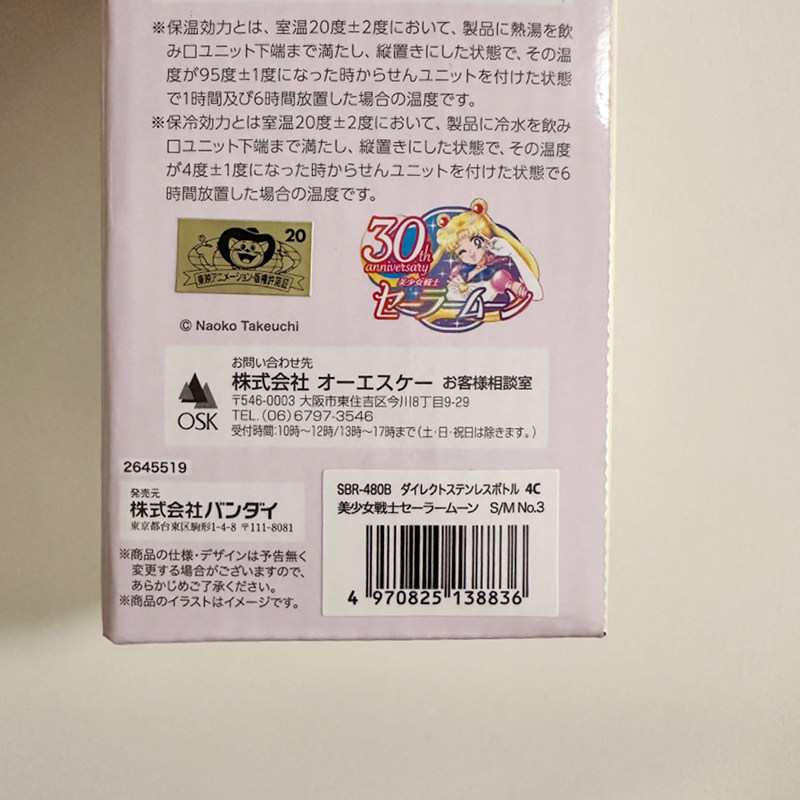 ※保温効力とは、室温20度±2度において、製品に熱湯を飲
み口ユニット下端まで満たし、縦置きにした状態で、その温
度が95度±1度になった時からせんユニットを付けた状態
で1時間及び6時間放置した場合の温度です。
※保冷効力とは室温20度±2度において、製品に冷水を飲み
口ユニット下端まで満たし、縦置きにした状態で、その温度
が4度±1度になった時からせんユニットを付けた状態で6
時間放置した場合の温度です。
20
東映アニメーション・版権許諾証
30th
anniversary
美少女戦士
セーラームーン
© Naoko Takeuchi
お問い合わせ先
株式会社 オーエスケー お客様相談室
〒546-0003 大阪市東住吉区今川8丁目9-29
TEL.(06)6797-3546
受付時間:10時〜12時/13時〜17時まで(土・日・祝日は除きます。)
OSK
2645519
発売元
株式会社バンダイ
東京都台東区駒形1-4-8 〒111-8081
※商品の仕様・デザインは予告無く
変更する場合がございますので、
あらかじめご了承ください。
※商品のイラストはイメージです。
SBR-480B ダイレクトステンレスボトル 4C
美少女戦士セーラームーン S/M No.3
4 970825 138836